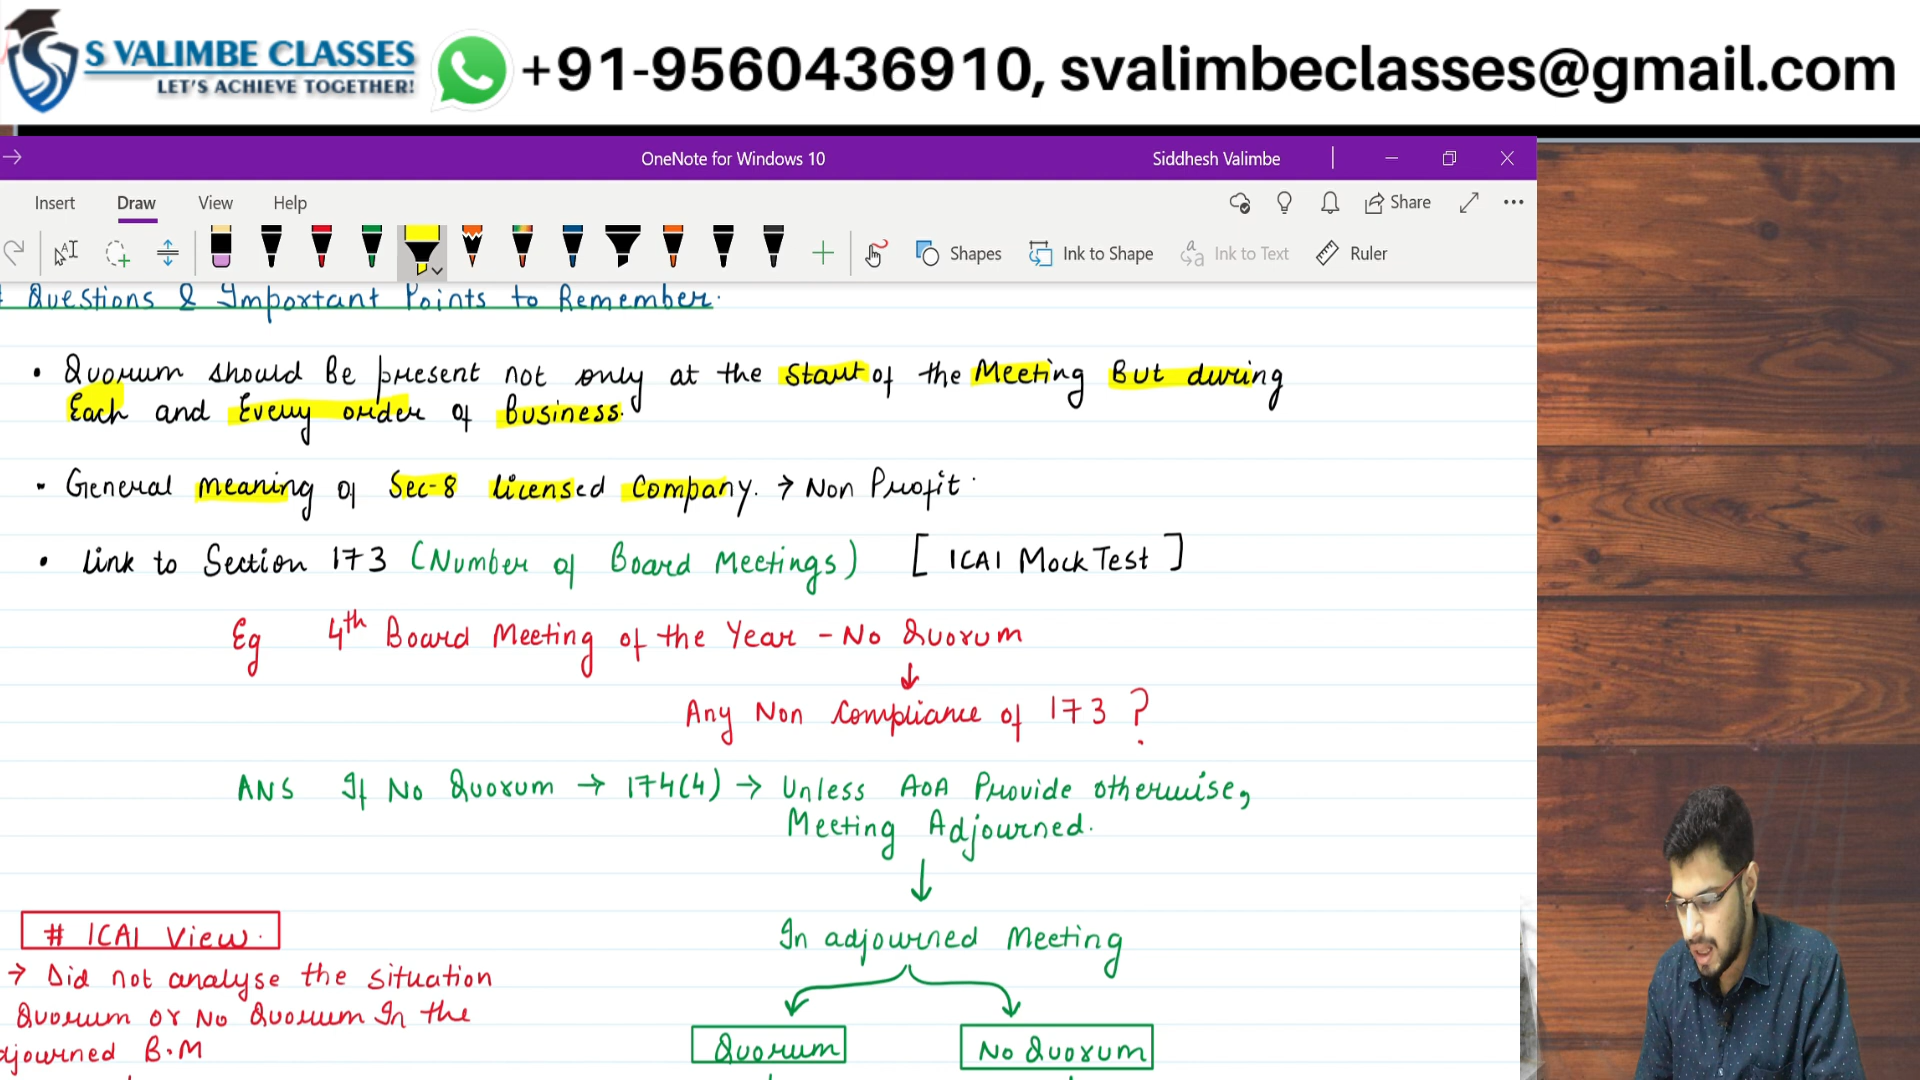 S VALIMBE CLASSES
LET'S ACHIEVE TOGETHER!
+91-9560436910, svalimbeclasses@gmail.com
OneNote for Windows 10
Siddhesh Valimbe
Insert Draw View Help
Share
Shapes Ink to Shape Ink to Text Ruler
# Questions & Important Points to Remember.
• Quorum should be present not only at the start of the Meeting But during
Each and Every order of Business.
• General meaning of Sec-8 licensed Company. → Non Profit.
• Link to Section 173 (Number of Board Meetings) [ICAI Mock Test]
Eg 4th Board Meeting of the Year - No Quorum
↓
Any Non Compliance of 173?
ANS If No Quorum → 174(4) → Unless AOA Provide otherwise,
Meeting Adjourned.
↓
# ICAI View.
→ Did not analyse the situation
Quorum or No Quorum In the
djourned B.M
In adjourned Meeting
Quorum
No Quorum